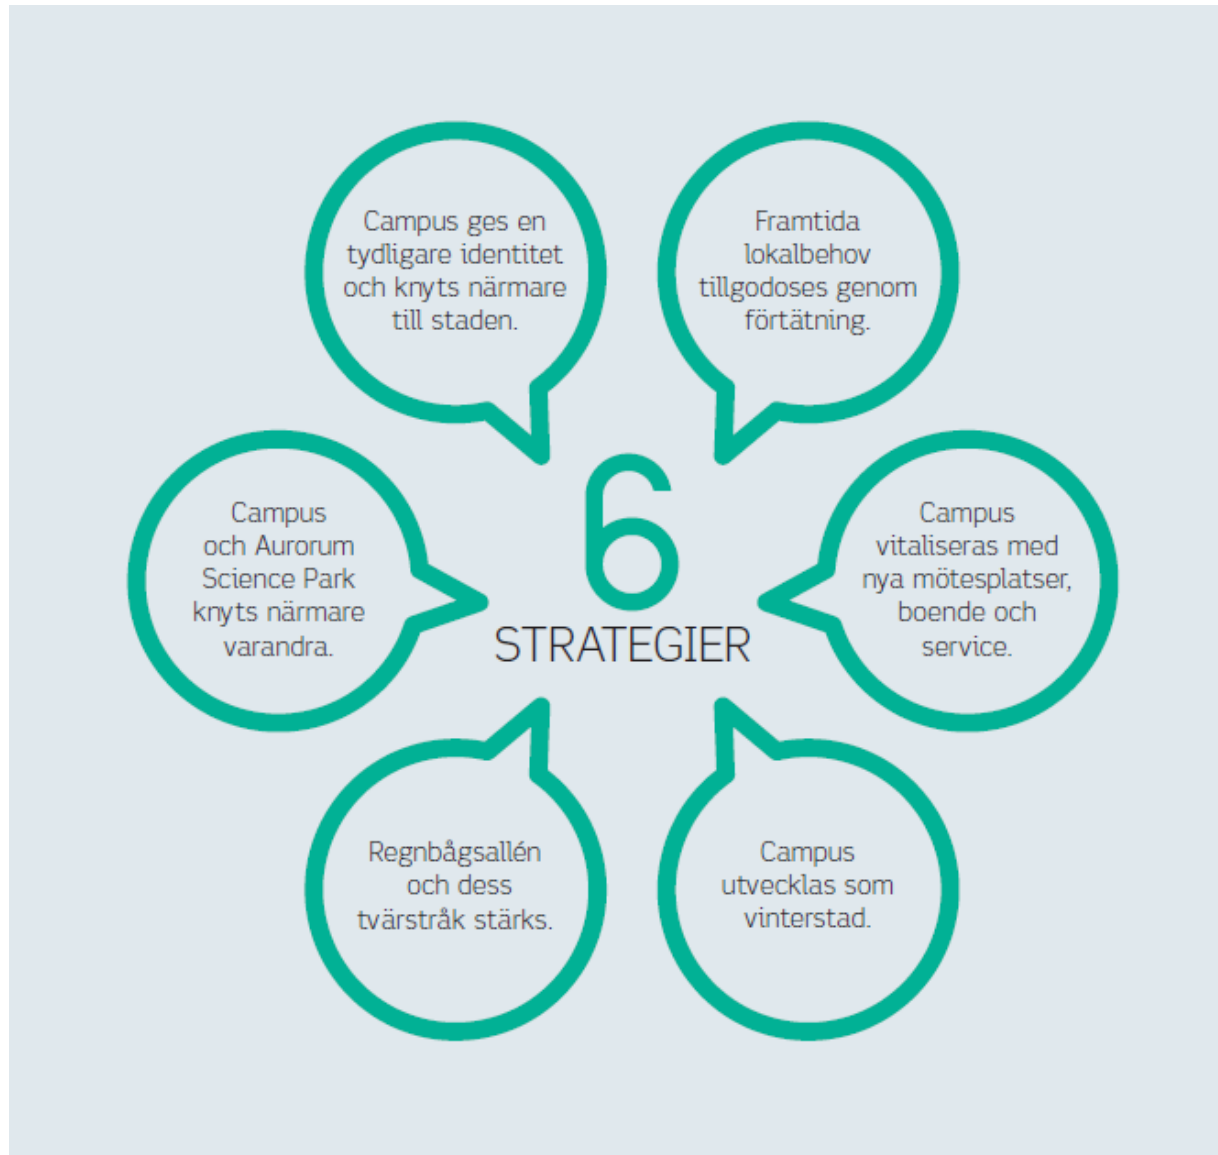 Campus ges en
tydligare identitet
och knyts närmare
till staden.
Framtida
lokalbehov
tillgodoses genom
förtätning.
Campus
och Aurorum
Science Park
knyts närmare
varandra.
6
STRATEGIER
Campus
vitaliseras med
nya mötesplatser,
boende och
service.
Regnbågsallén
och dess
tvärstråk stärks.
Campus
utvecklas som
vinterstad.